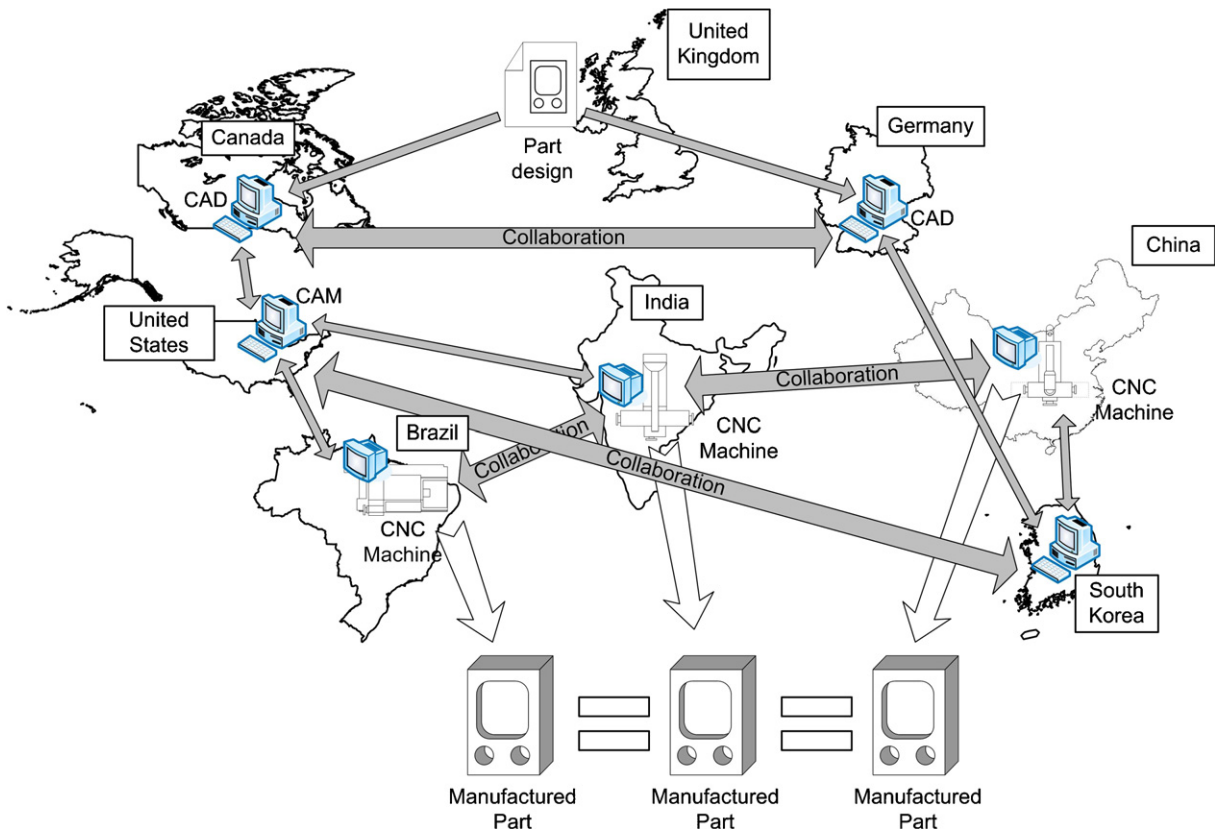 United
Kingdom
Germany
Canada
Part
design
CAD
CAD
Collaboration
China
CAM
India
United
States
Collaboration
CNC
Machine
CNC
Machine
Brazil
Collaboration
Collaboration
CNC
Machine
South
Korea
Manufactured
Part
Manufactured
Part
Manufactured
Part